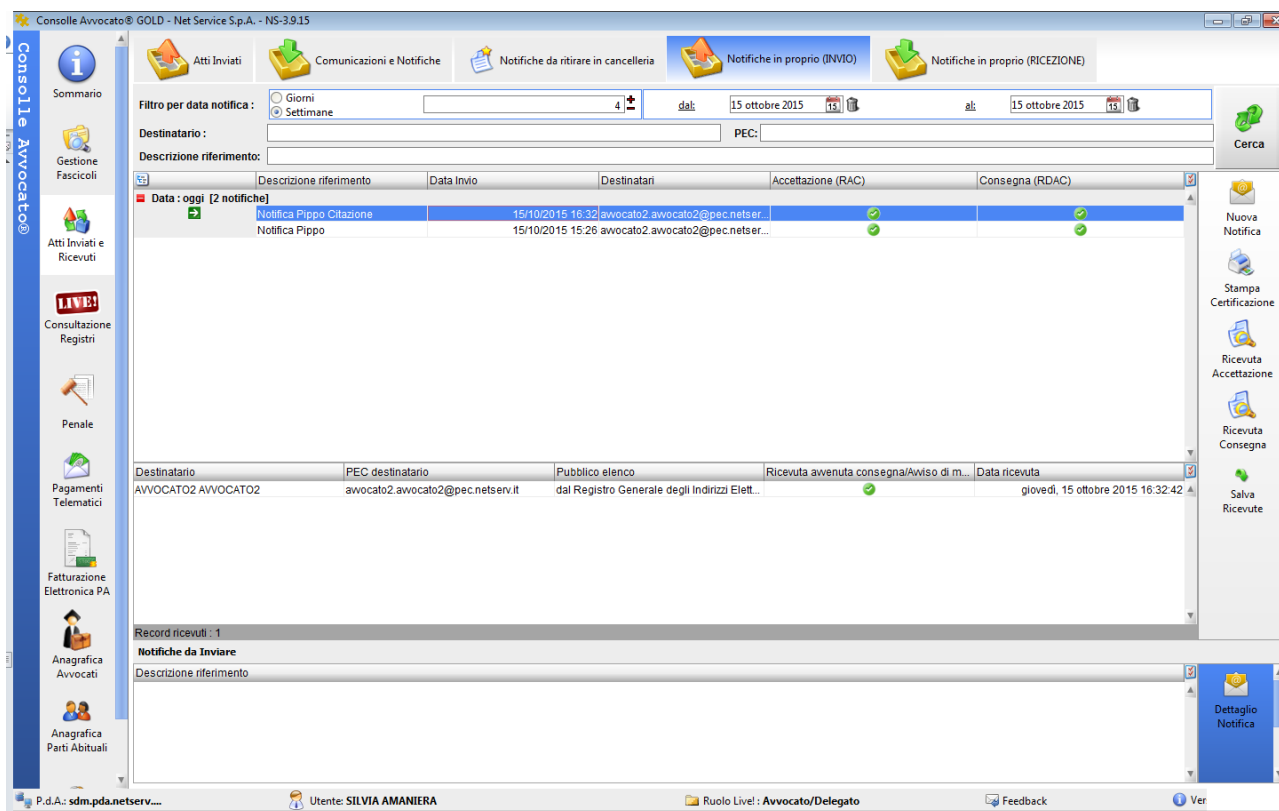 Consolle Avvocato® GOLD - Net Service S.p.A. - NS-3.9.15
Consolle Avvocato®
Sommario
Gestione
Fascicoli
Atti Inviati e
Ricevuti
LIVE!
Consultazione
Registri
Penale
Pagamenti
Telematici
Fatturazione
Elettronica PA
Anagrafica
Avvocati
Anagrafica
Parti Abituali
Atti Inviati
Comunicazioni e Notifiche
Notifiche da ritirare in cancelleria
Notifiche in proprio (INVIO)
Notifiche in proprio (RICEZIONE)
Filtro per data notifica :
Giorni
Settimane
4
dal:
15 ottobre 2015
15
al:
15 ottobre 2015
15
Destinatario :
PEC:
Descrizione riferimento:
Cerca
Descrizione riferimento Data Invio Destinatari Accettazione (RAC) Consegna (RDAC)
Data : oggi [2 notifiche]
Notifica Pippo Citazione 15/10/2015 16:32 avvocato2.avvocato2@pec.netser...
Notifica Pippo 15/10/2015 15:26 avvocato2.avvocato2@pec.netser...
Nuova
Notifica
Stampa
Certificazione
Ricevuta
Accettazione
Ricevuta
Consegna
Salva
Ricevute
Destinatario PEC destinatario Pubblico elenco Ricevuta avvenuta consegna/Avviso di m... Data ricevuta
AVVOCATO2 AVVOCATO2 avvocato2.avvocato2@pec.netserv.it dal Registro Generale degli Indirizzi Elett... giovedì, 15 ottobre 2015 16:32:42
Record ricevuti : 1
Notifiche da Inviare
Descrizione riferimento
Dettaglio
Notifica
P.d.A.: sdm.pda.netserv.... Utente: SILVIA AMANIERA Ruolo Live! : Avvocato/Delegato Feedback Ver